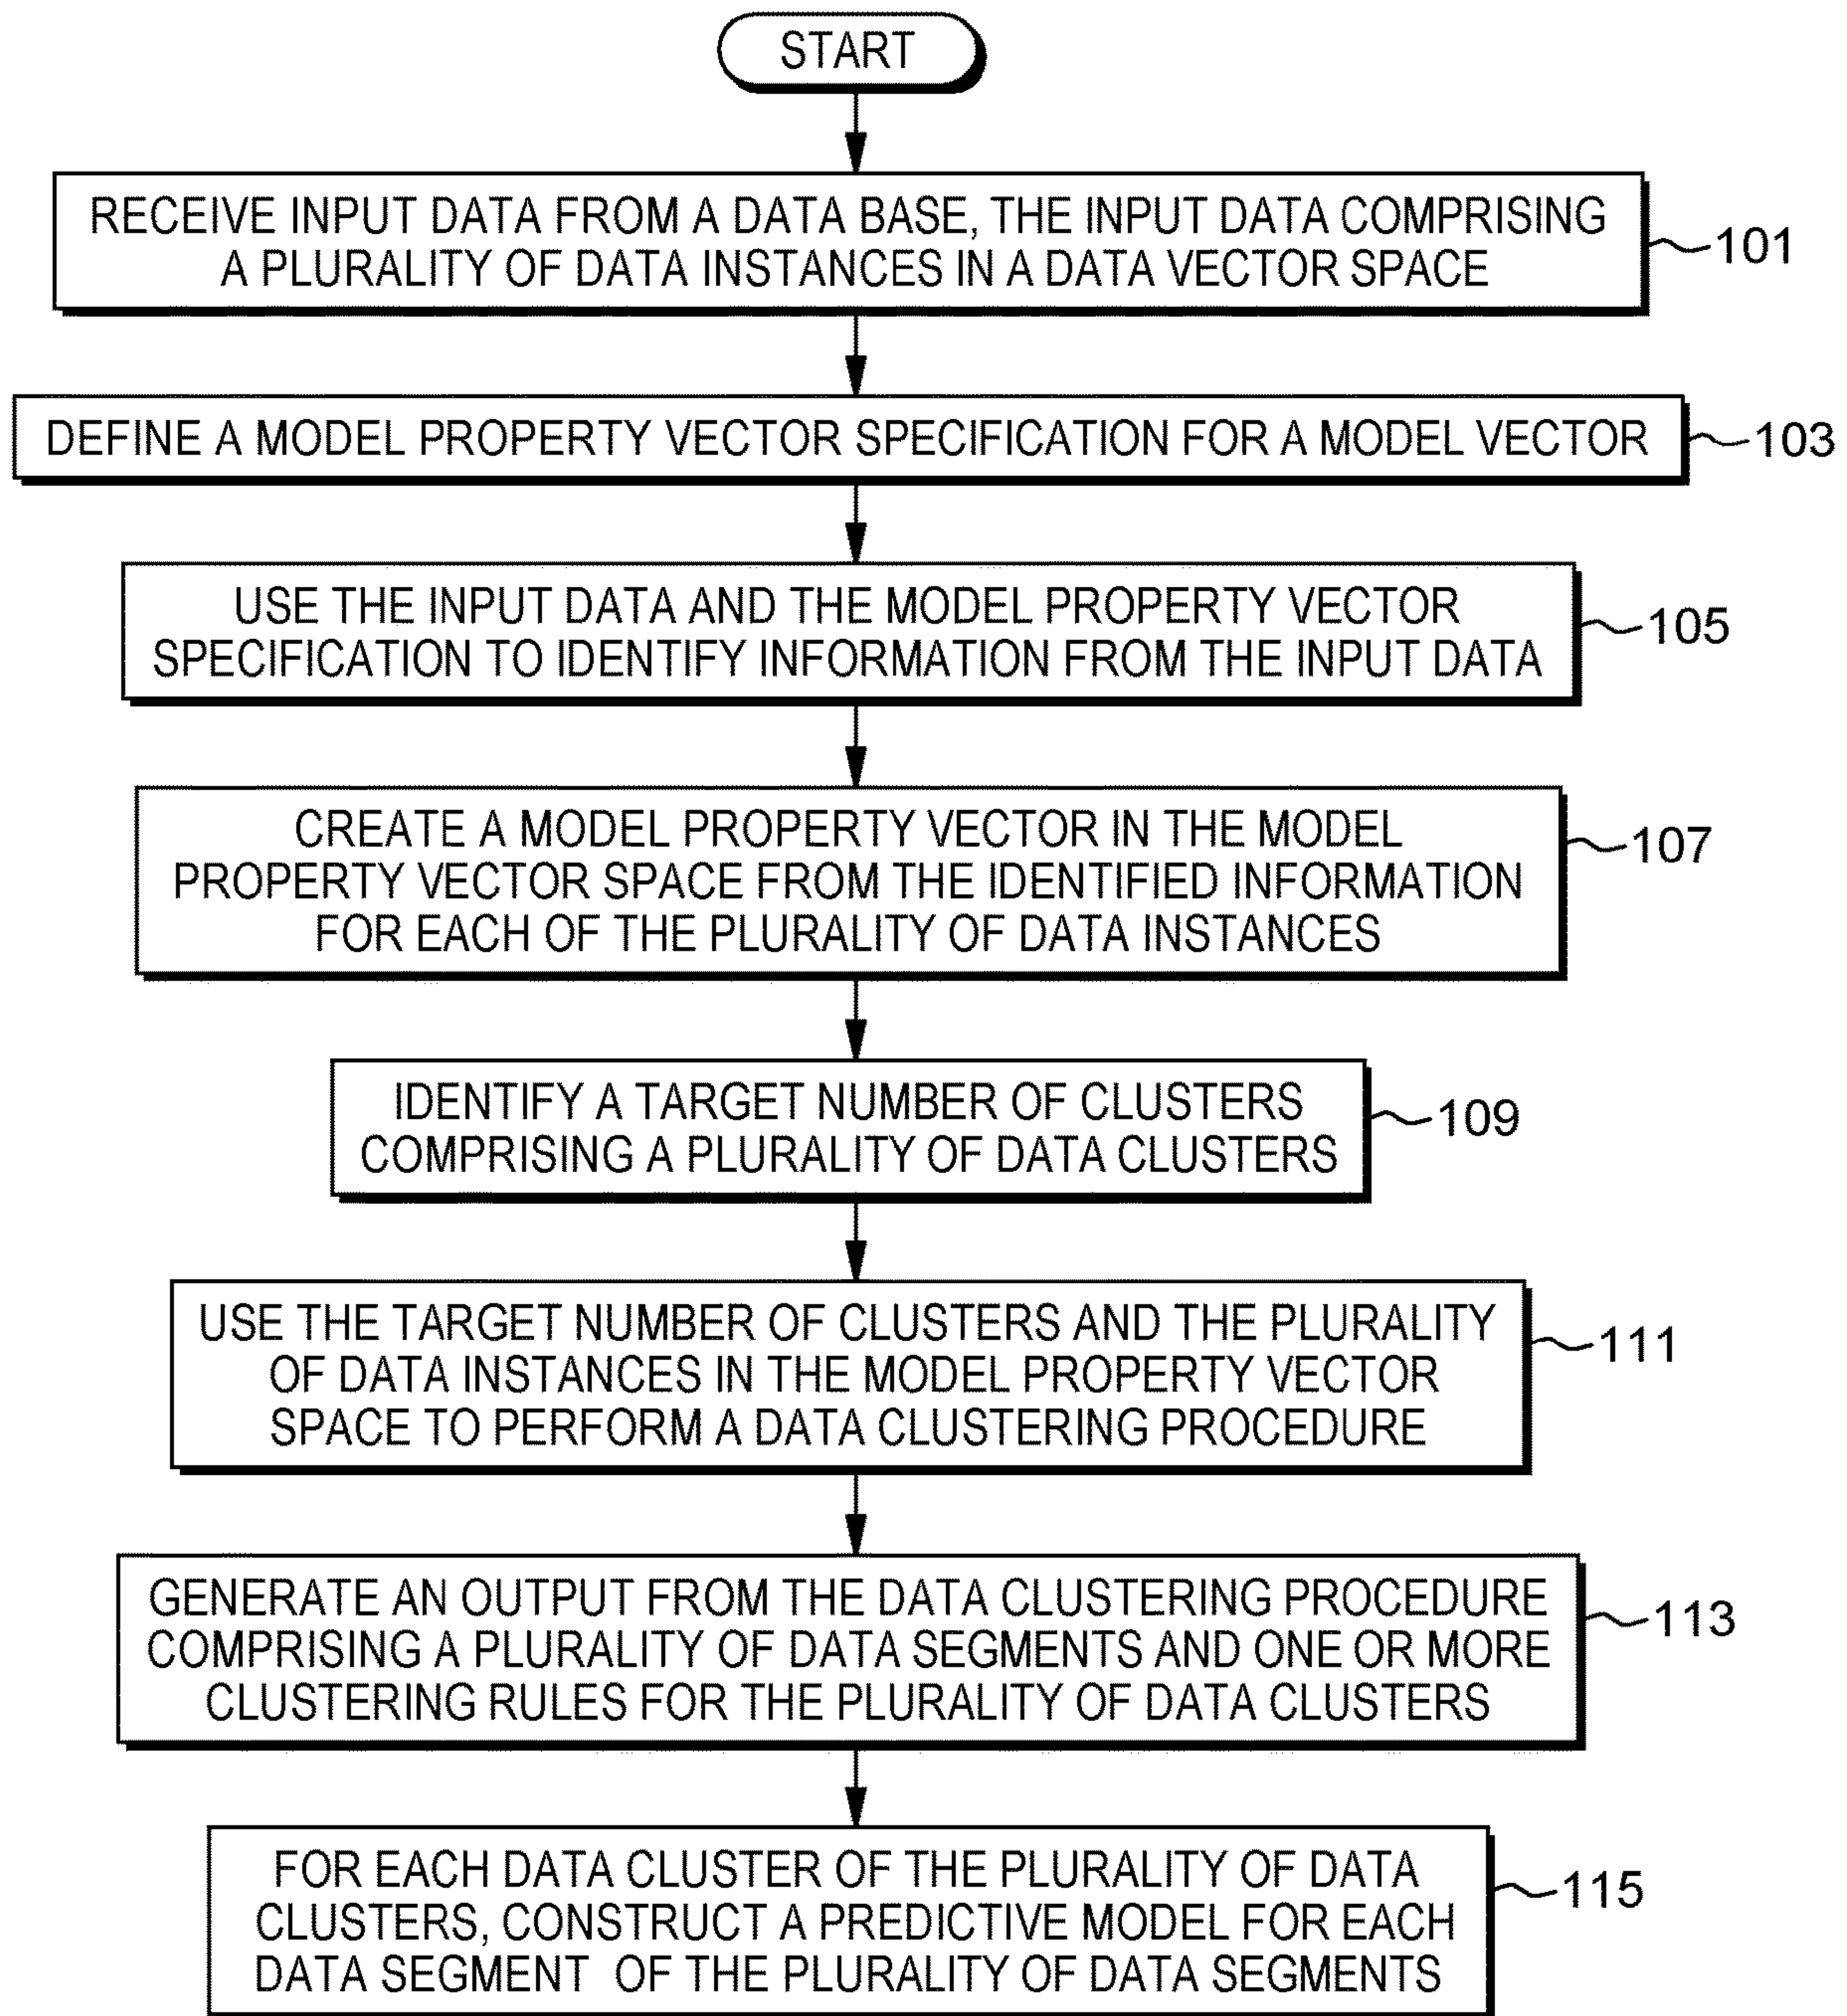 START
RECEIVE INPUT DATA FROM A DATA BASE, THE INPUT DATA COMPRISING
A PLURALITY OF DATA INSTANCES IN A DATA VECTOR SPACE
101
DEFINE A MODEL PROPERTY VECTOR SPECIFICATION FOR A MODEL VECTOR
103
USE THE INPUT DATA AND THE MODEL PROPERTY VECTOR
SPECIFICATION TO IDENTIFY INFORMATION FROM THE INPUT DATA
105
CREATE A MODEL PROPERTY VECTOR IN THE MODEL
PROPERTY VECTOR SPACE FROM THE IDENTIFIED INFORMATION
FOR EACH OF THE PLURALITY OF DATA INSTANCES
107
IDENTIFY A TARGET NUMBER OF CLUSTERS
COMPRISING A PLURALITY OF DATA CLUSTERS
109
USE THE TARGET NUMBER OF CLUSTERS AND THE PLURALITY
OF DATA INSTANCES IN THE MODEL PROPERTY VECTOR
SPACE TO PERFORM A DATA CLUSTERING PROCEDURE
111
GENERATE AN OUTPUT FROM THE DATA CLUSTERING PROCEDURE
COMPRISING A PLURALITY OF DATA SEGMENTS AND ONE OR MORE
CLUSTERING RULES FOR THE PLURALITY OF DATA CLUSTERS
113
FOR EACH DATA CLUSTER OF THE PLURALITY OF DATA
CLUSTERS, CONSTRUCT A PREDICTIVE MODEL FOR EACH
DATA SEGMENT OF THE PLURALITY OF DATA SEGMENTS
115